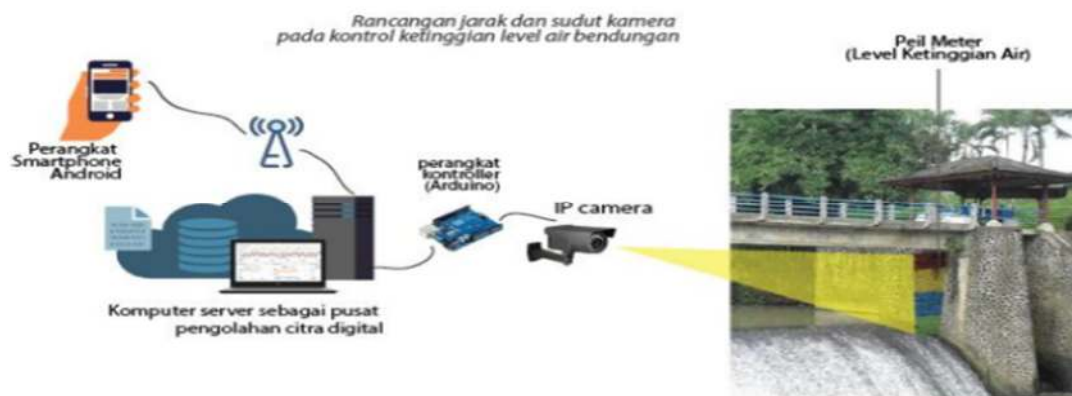 Rancangan jarak dan sudut kamera
pada kontrol ketinggian level air bendungan
Peil Meter
(Level Ketinggian Air)
Perangkat
Smartphone
Android
perangkat
kontroller
(Arduino)
IP camera
Komputer server sebagai pusat
pengolahan citra digital